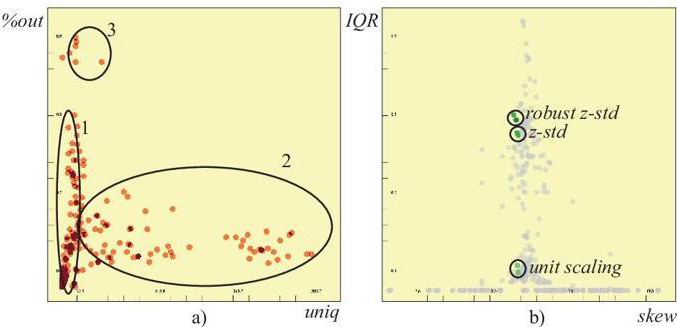 %out
3
1
2
uniq
a)
IQR
robust z-std
z-std
unit scaling
skew
b)